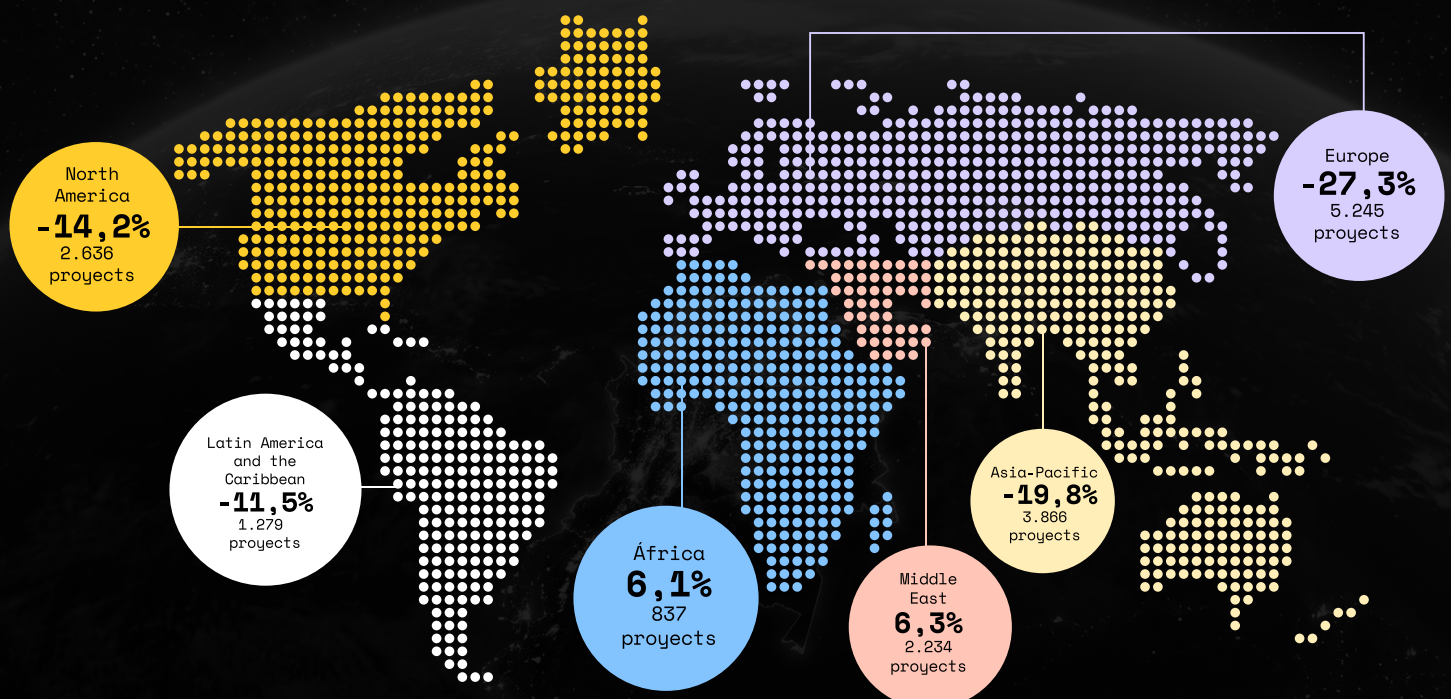 North
America
-14,2%
2.636
proyects
Europe
-27,3%
5.245
proyects
Latin America
and the
Caribbean
-11,5%
1.279
proyects
África
6,1%
837
proyects
Middle
East
6,3%
2.234
proyects
Asia-Pacific
-19,8%
3.866
proyects